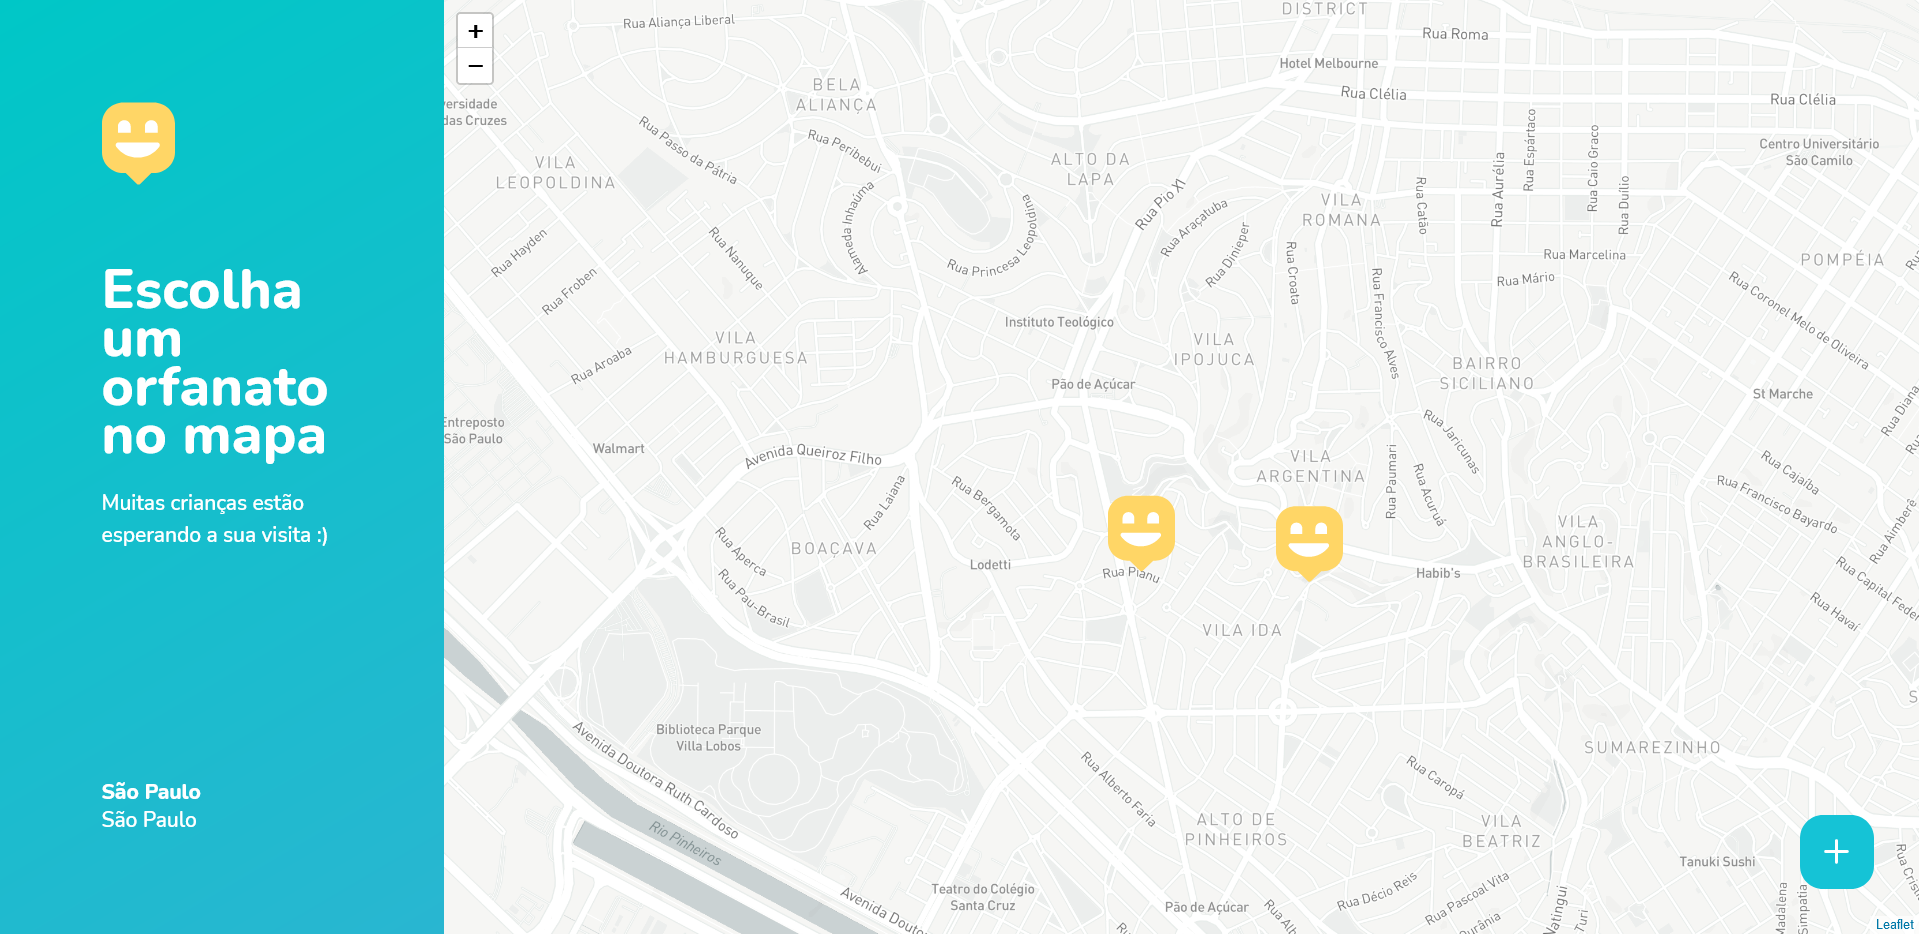 Escolha
um
orfanato
no mapa
Muitas crianças estão
esperando a sua visita :)
São Paulo
São Paulo
+
−
Rua Aliança Liberal
DISTRICT
Rua Roma
Hotel Melbourne
Rua Clélia
Rua Clélia
BELA
ALIANÇA
versidade
das Cruzes
Rua Passo da Pátria
Rua Peribebui
VILA
LEOPOLDINA
ALTO DA
LAPA
Centro Universitário
São Camilo
Rua Espártaco
Rua Caio Graco
Rua Aurélia
Rua Duílio
Rua Catão
VILA
ROMANA
Rua Pio XI
Rua Araçatuba
Rua Dinieper
Alameda Inhaúma
Rua Princesa Leopoldina
Rua Hayden
Rua Nanuque
Rua Froben
Rua Croata
Rua Marcelina
POMPÉIA
Rua Mário
Rua Francisco Alves
Rua Coronel Melo de Oliveira
Instituto Teológico
VILA
HAMBURGUESA
VILA
IPOJUCA
BAIRRO
SICILIANO
Rua Aroaba
Pão de Açúcar
St Marche
Rua Diana
Entreposto
São Paulo
Walmart
Avenida Queiroz Filho
Rua Jaricunas
VILA
ARGENTINA
Rua Paumari
Rua Acuruá
Rua Cajaíba
Rua Francisco Bayardo
Rua Laiana
Rua Bergamota
Rua Aimberê
Rua Aperca
BOAÇAVA
VILA
ANGLO-
BRASILEIRA
Lodetti
Rua Pianu
Habib's
Rua Pau-Brasil
Rua Capital Feder
Rua Havaí
VILA IDA
Biblioteca Parque
Villa Lobos
Avenida Doutora Ruth Cardoso
SUMAREZINHO
Rua Alberto Faria
Rua Caropá
ALTO DE
PINHEIROS
VILA
BEATRIZ
Rio Pinheiros
Tanuki Sushi
Teatro do Colégio
Santa Cruz
Avenida Douto
Pão de Açúcar
Rua Décio Reis
Rua Pascoal Vita
Rua Alb
Natingui
Turi
Madalena
Simpatia
Rua Cris
+
Leaflet